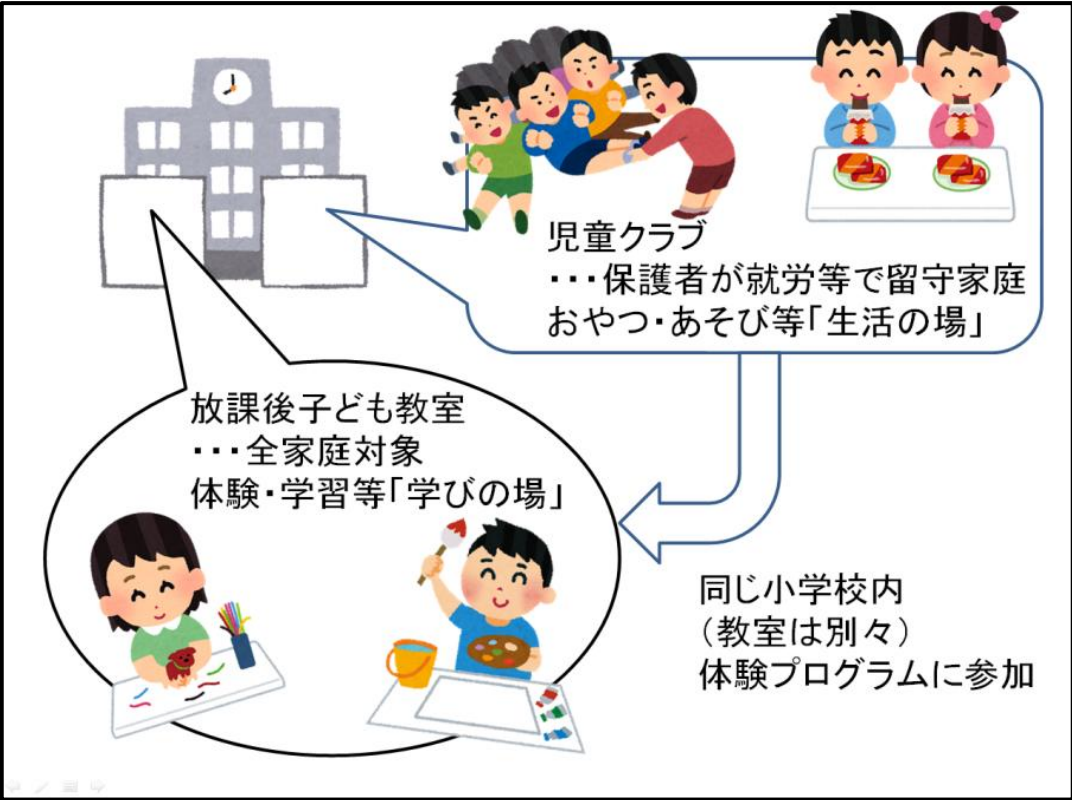 児童クラブ
・・・保護者が就労等で留守家庭
おやつ・あそび等「生活の場」
放課後子ども教室
・・・全家庭対象
体験・学習等「学びの場」
同じ小学校内
（教室は別々）
体験プログラムに参加